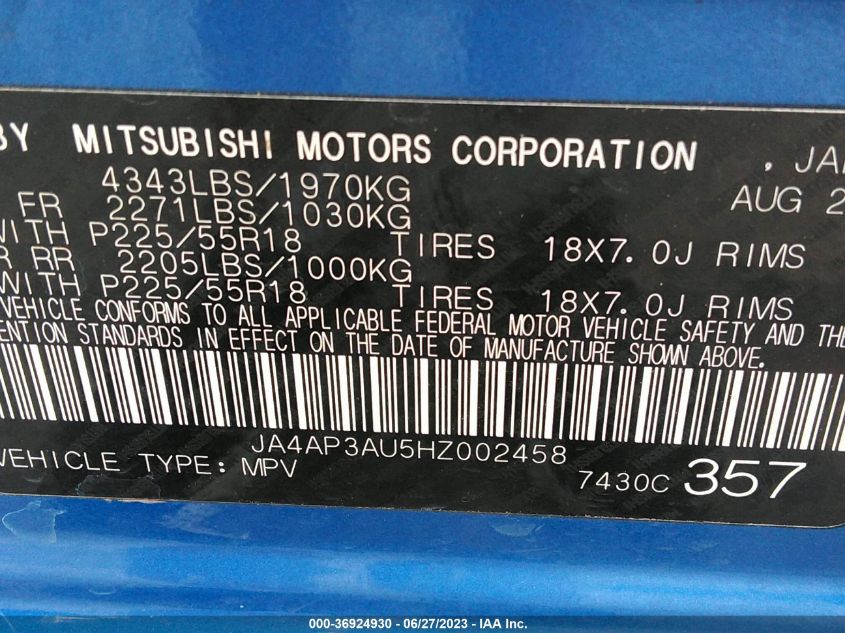 BY MITSUBISHI MOTORS CORPORATION , JA
4343LBS/1970KG AUG 2
FR 2271LBS/1030KG
WITH P225/55R18 TIRES 18X7.0J RIMS
R RR 2205LBS/1000KG
WITH P225/55R18 TIRES 18X7.0J RIMS
VEHICLE CONFORMS TO ALL APPLICABLE FEDERAL MOTOR VEHICLE SAFETY AND THE
ENTION STANDARDS IN EFFECT ON THE DATE OF MANUFACTURE SHOWN ABOVE.
JA4AP3AU5HZ002458
VEHICLE TYPE: MPV 7430C 357
000-36924930 - 06/27/2023 - IAA Inc.